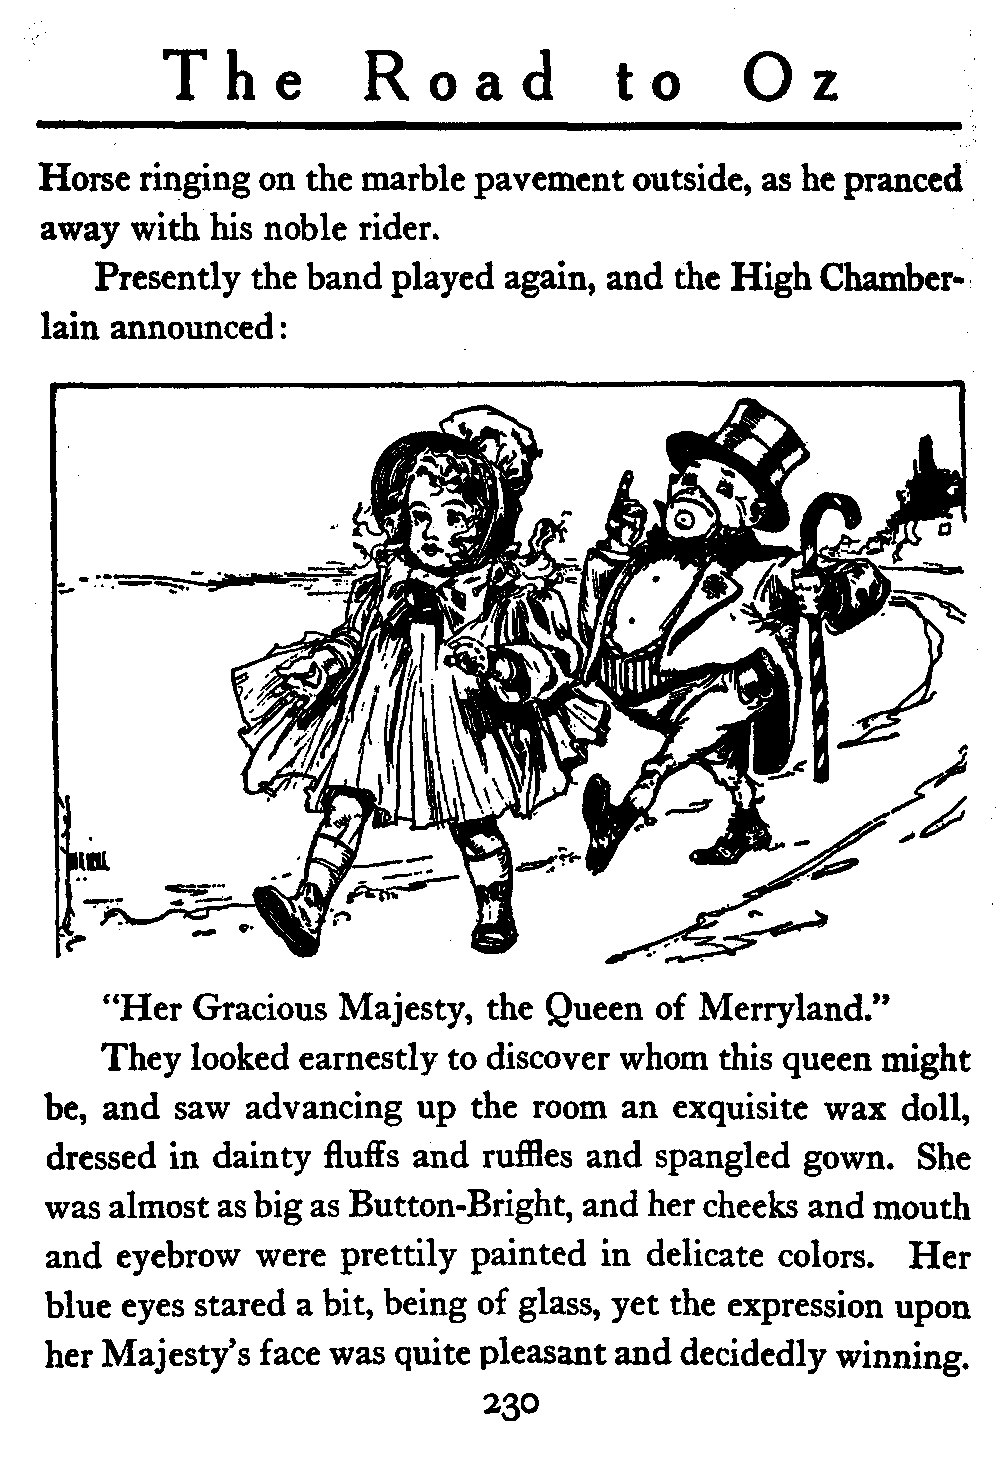 The Road to Oz
Horse ringing on the marble pavement outside, as he pranced
away with his noble rider.
Presently the band played again, and the High Chamber-
lain announced:
"Her Gracious Majesty, the Queen of Merryland."
They looked earnestly to discover whom this queen might
be, and saw advancing up the room an exquisite wax doll,
dressed in dainty fluffs and ruffles and spangled gown. She
was almost as big as Button-Bright, and her cheeks and mouth
and eyebrow were prettily painted in delicate colors. Her
blue eyes stared a bit, being of glass, yet the expression upon
her Majesty's face was quite pleasant and decidedly winning.
230